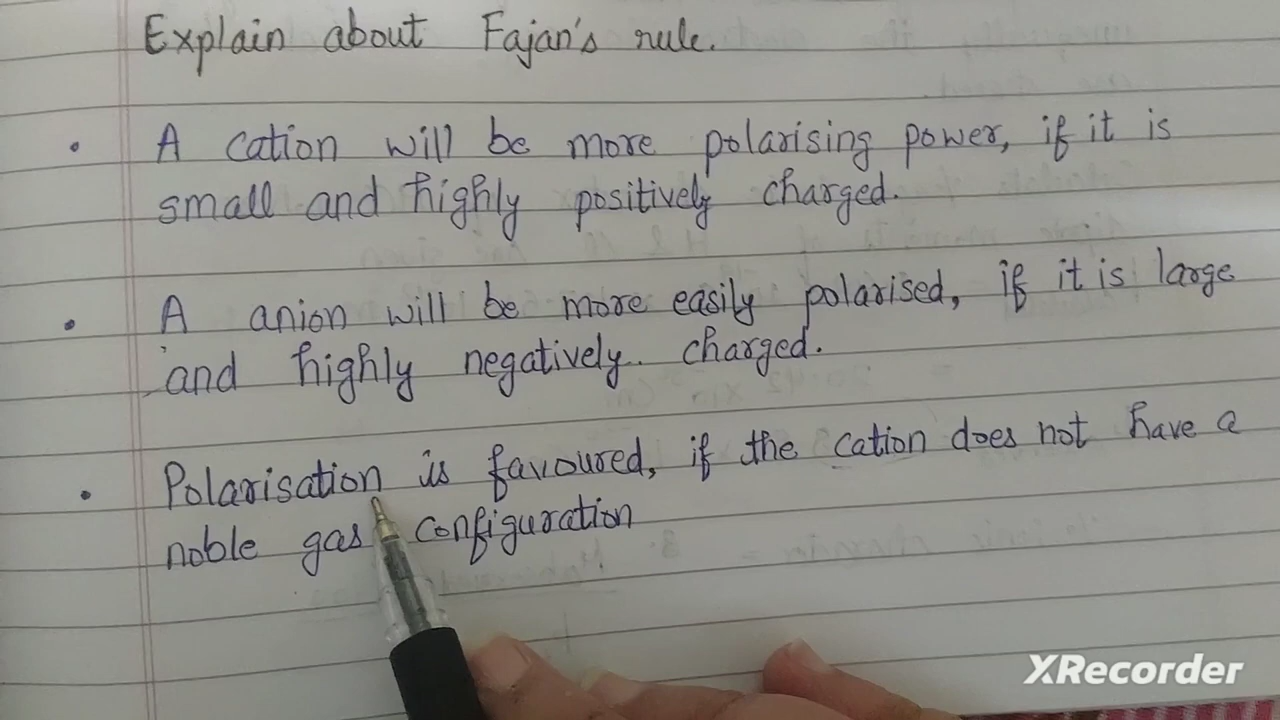 Explain about Fajan's rule.
• A cation will be more polarising power, if it is
small and highly positively charged.
• A anion will be more easily polarised, if it is large
and highly negatively charged.
• Polarisation is favoured, if the cation does not have a
noble gas configuration
XRecorder